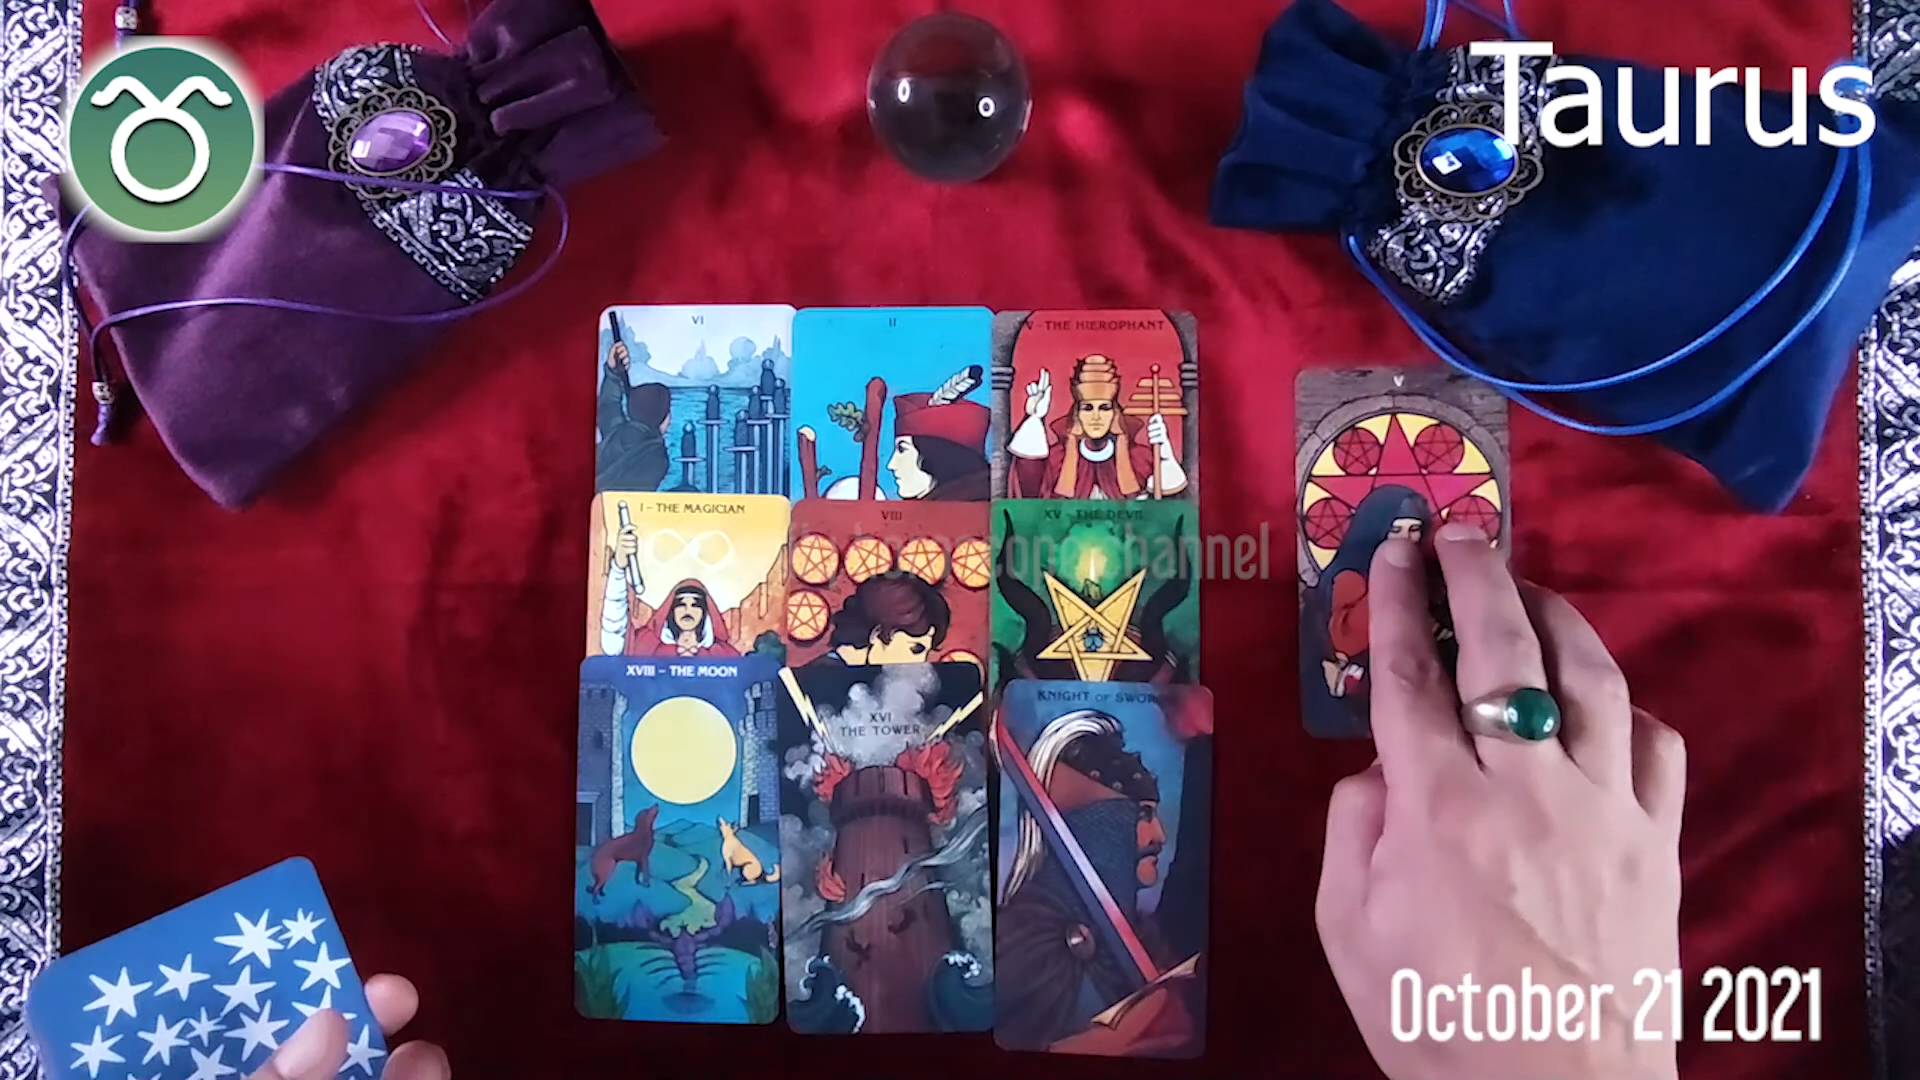 Taurus
VI
II
V - THE HIEROPHANT
V
I - THE MAGICIAN
VIII
XV - THE DEVIL
channel
XVIII - THE MOON
XVI
THE TOWER
KNIGHT OF SWORDS
October 21 2021